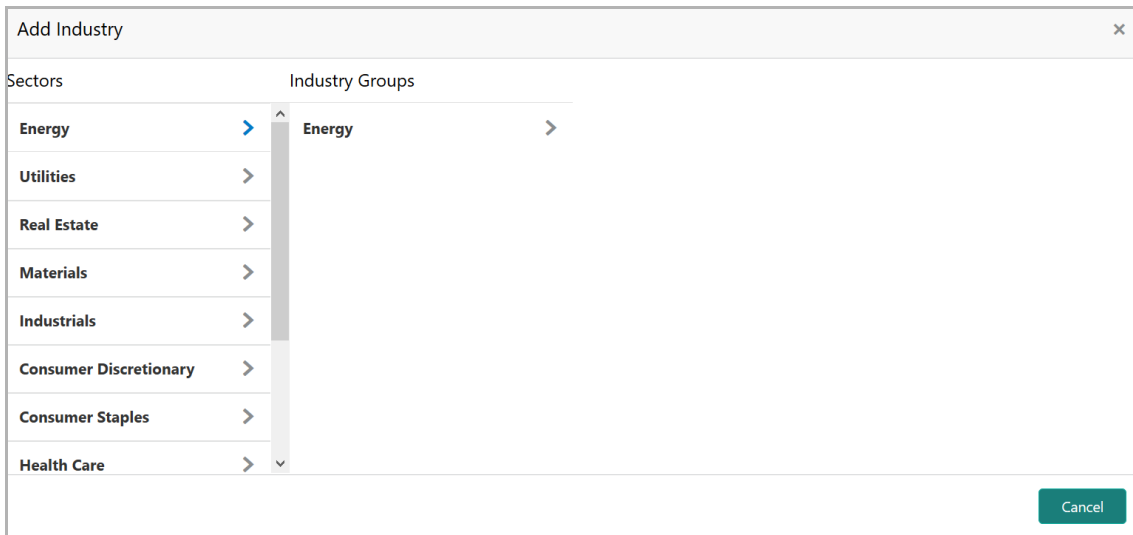 Add Industry
Sectors
Industry Groups
Energy
Energy
Utilities
Real Estate
Materials
Industrials
Consumer Discretionary
Consumer Staples
Health Care
Cancel